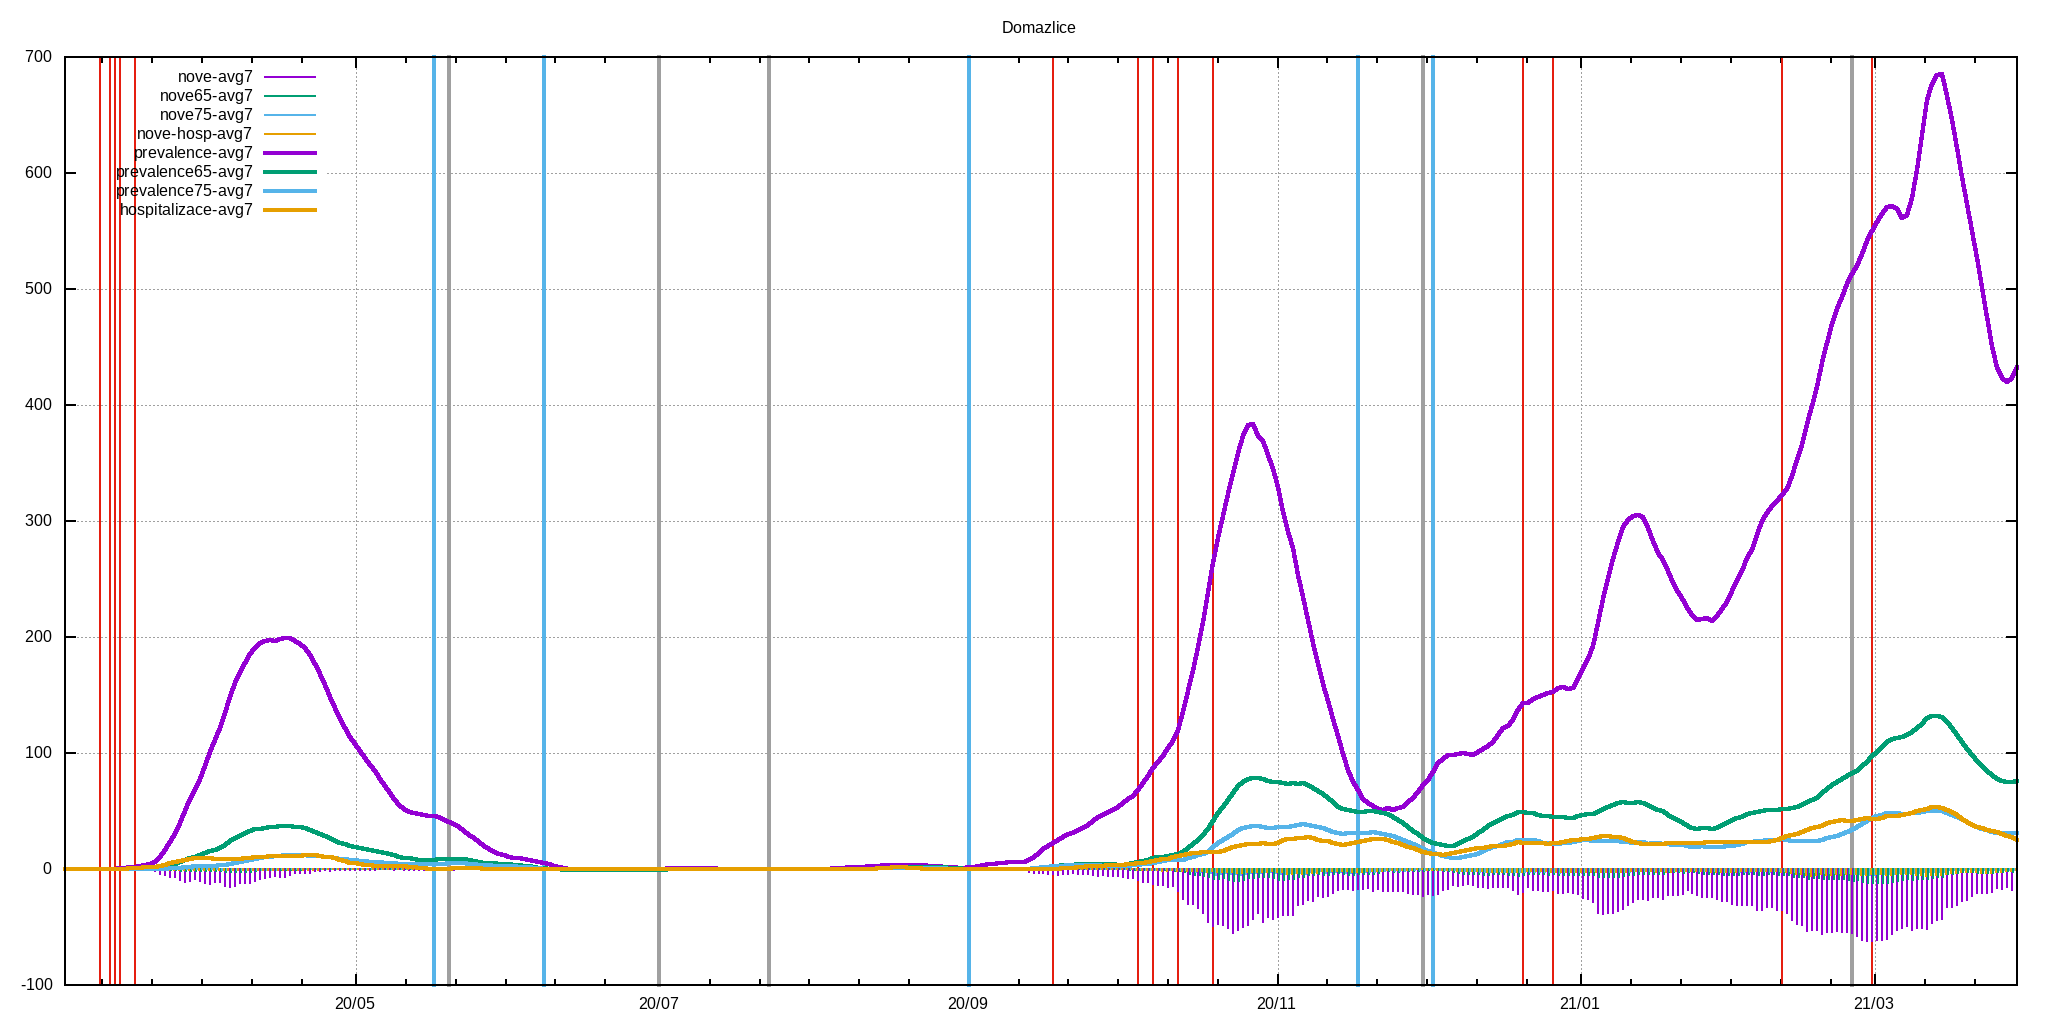 Domazlice
700
nove-avg7
nove65-avg7
nove75-avg7
nove-hosp-avg7
prevalence-avg7
prevalence65-avg7
prevalence75-avg7
hospitalizace-avg7
600
500
400
300
200
100
0
-100
20/05 20/07 20/09 20/11 21/01 21/03